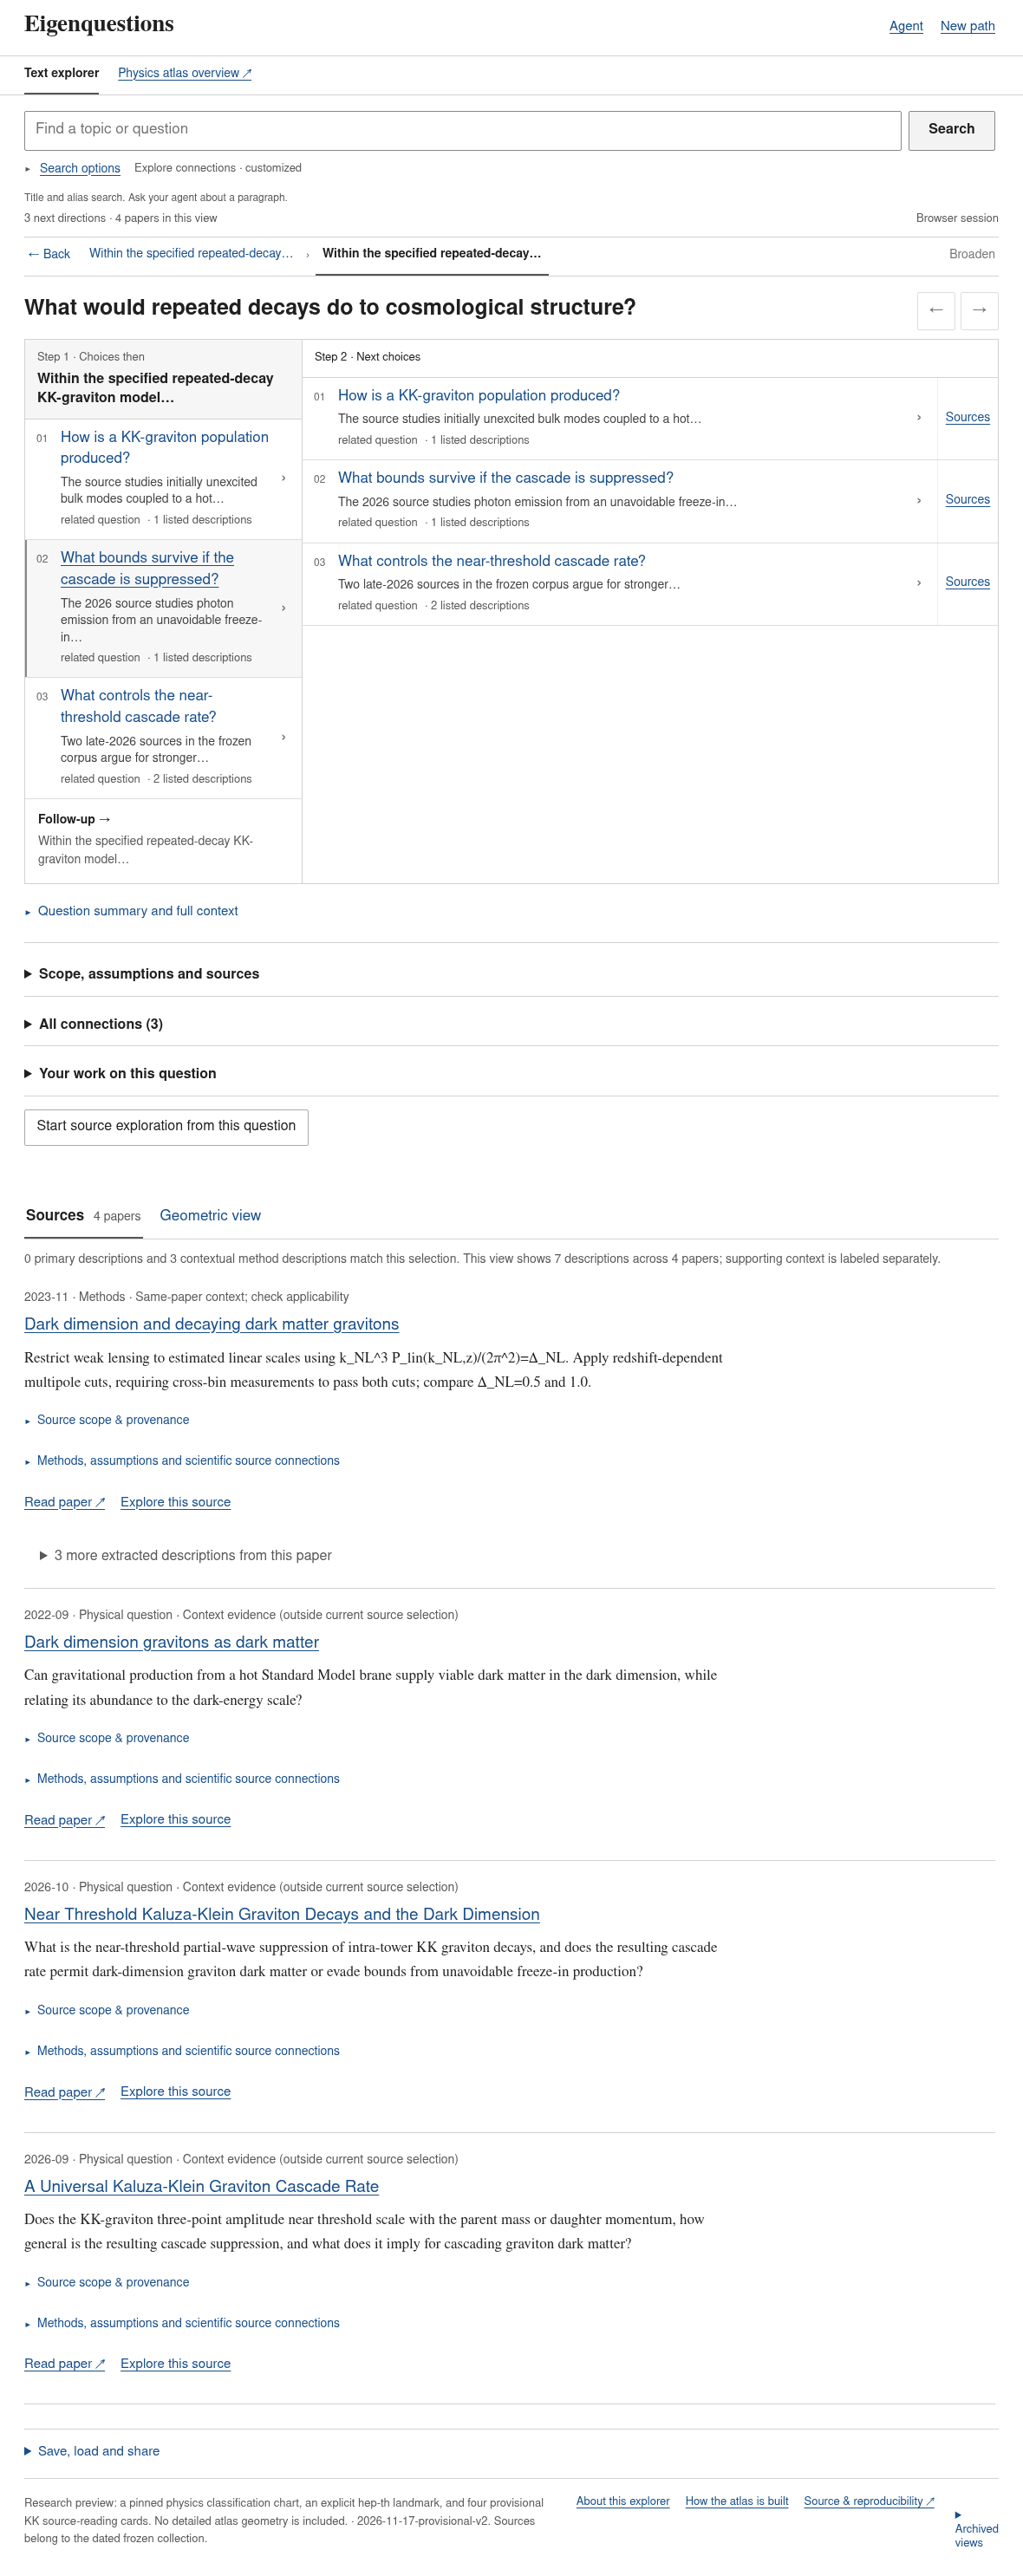 Eigenquestions
Agent
New path
Text explorer
Physics atlas overview ↗
Find a topic or question
Search
▸ Search options
Explore connections · customized
Title and alias search. Ask your agent about a paragraph.
3 next directions · 4 papers in this view
Browser session
← Back
Within the specified repeated-decay…
›
Within the specified repeated-decay…
Broaden
What would repeated decays do to cosmological structure?
← →
Step 1 · Choices then
Within the specified repeated-decay
KK-graviton model…
01
How is a KK-graviton population
produced?
The source studies initially unexcited
bulk modes coupled to a hot…
related question · 1 listed descriptions
›
02
What bounds survive if the
cascade is suppressed?
The 2026 source studies photon
emission from an unavoidable freeze-
in…
related question · 1 listed descriptions
›
03
What controls the near-
threshold cascade rate?
Two late-2026 sources in the frozen
corpus argue for stronger…
related question · 2 listed descriptions
›
Follow-up →
Within the specified repeated-decay KK-
graviton model…
Step 2 · Next choices
01
How is a KK-graviton population produced?
The source studies initially unexcited bulk modes coupled to a hot…
related question · 1 listed descriptions
›
Sources
02
What bounds survive if the cascade is suppressed?
The 2026 source studies photon emission from an unavoidable freeze-in…
related question · 1 listed descriptions
›
Sources
03
What controls the near-threshold cascade rate?
Two late-2026 sources in the frozen corpus argue for stronger…
related question · 2 listed descriptions
›
Sources
▸ Question summary and full context
▶ Scope, assumptions and sources
▶ All connections (3)
▶ Your work on this question
Start source exploration from this question
Sources 4 papers
Geometric view
0 primary descriptions and 3 contextual method descriptions match this selection. This view shows 7 descriptions across 4 papers; supporting context is labeled separately.
2023-11 · Methods · Same-paper context; check applicability
Dark dimension and decaying dark matter gravitons
Restrict weak lensing to estimated linear scales using k_NL^3 P_lin(k_NL,z)/(2π^2)=Δ_NL. Apply redshift-dependent
multipole cuts, requiring cross-bin measurements to pass both cuts; compare Δ_NL=0.5 and 1.0.
▸ Source scope & provenance
▸ Methods, assumptions and scientific source connections
Read paper ↗ Explore this source
▶ 3 more extracted descriptions from this paper
2022-09 · Physical question · Context evidence (outside current source selection)
Dark dimension gravitons as dark matter
Can gravitational production from a hot Standard Model brane supply viable dark matter in the dark dimension, while
relating its abundance to the dark-energy scale?
▸ Source scope & provenance
▸ Methods, assumptions and scientific source connections
Read paper ↗ Explore this source
2026-10 · Physical question · Context evidence (outside current source selection)
Near Threshold Kaluza-Klein Graviton Decays and the Dark Dimension
What is the near-threshold partial-wave suppression of intra-tower KK graviton decays, and does the resulting cascade
rate permit dark-dimension graviton dark matter or evade bounds from unavoidable freeze-in production?
▸ Source scope & provenance
▸ Methods, assumptions and scientific source connections
Read paper ↗ Explore this source
2026-09 · Physical question · Context evidence (outside current source selection)
A Universal Kaluza-Klein Graviton Cascade Rate
Does the KK-graviton three-point amplitude near threshold scale with the parent mass or daughter momentum, how
general is the resulting cascade suppression, and what does it imply for cascading graviton dark matter?
▸ Source scope & provenance
▸ Methods, assumptions and scientific source connections
Read paper ↗ Explore this source
▶ Save, load and share
Research preview: a pinned physics classification chart, an explicit hep-th landmark, and four provisional
KK source-reading cards. No detailed atlas geometry is included. · 2026-11-17-provisional-v2. Sources
belong to the dated frozen collection.
About this explorer
How the atlas is built
Source & reproducibility ↗
▶
Archived
views